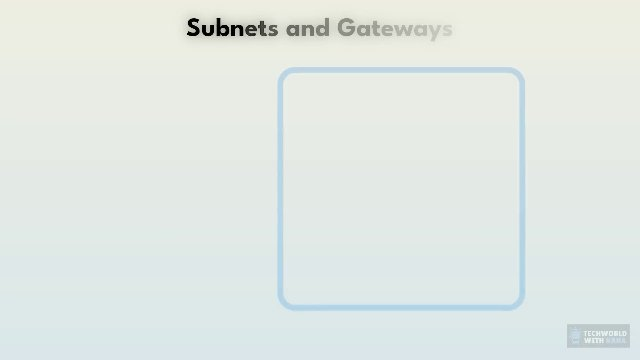 Subnets and Gateways
TECHWORLD
WITH NANA